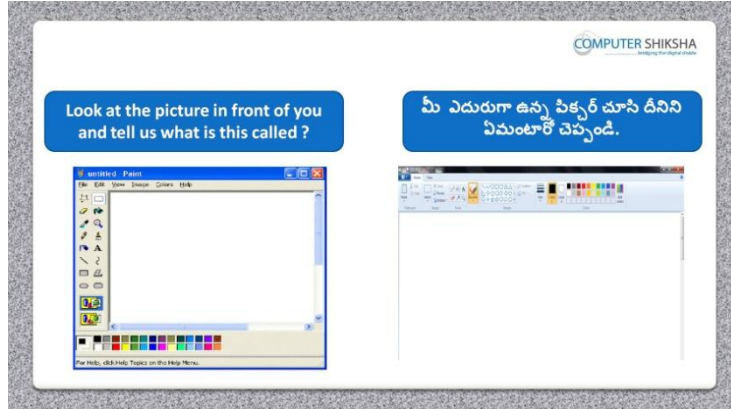 COMPUTER SHIKSHA
bridging the digital divide
Look at the picture in front of you
and tell us what is this called ?
మీ ఎదురుగా ఉన్న పిక్చర్ చూసి దీనిని
ఏమంటారో చెప్పండి.
untitled - Paint
File Edit View Image Colors Help
A
For Help, click Help Topics on the Help Menu.